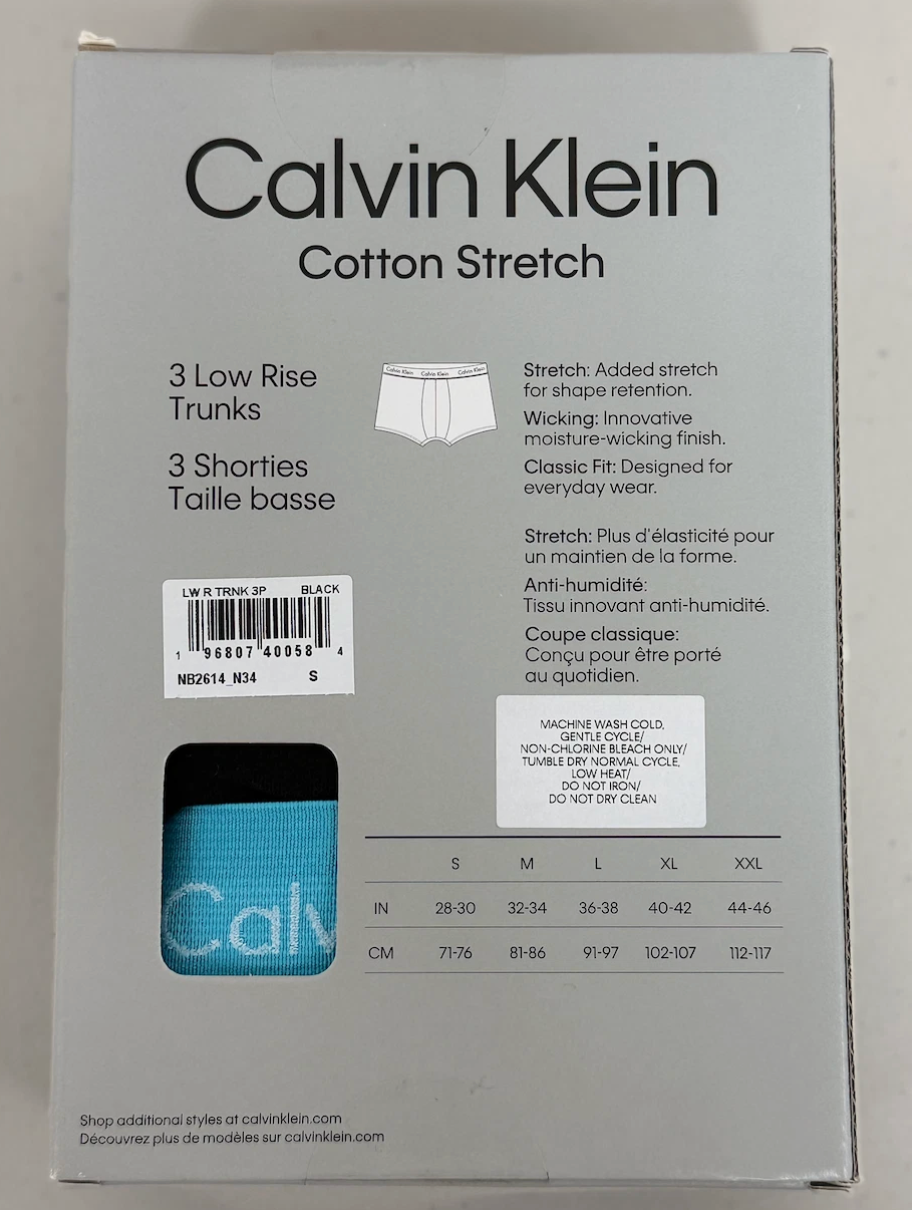 Calvin Klein
Cotton Stretch
3 Low Rise
Trunks
3 Shorties
Taille basse
Calvin Klein Calvin Klein Calvin Klein
Stretch: Added stretch
for shape retention.
Wicking: Innovative
moisture-wicking finish.
Classic Fit: Designed for
everyday wear.
Stretch: Plus d'élasticité pour
un maintien de la forme.
Anti-humidité:
Tissu innovant anti-humidité.
Coupe classique:
Conçu pour être porté
au quotidien.
LW R TRNK 3P BLACK
1 96807 40058 4
NB2614_N34 S
MACHINE WASH COLD,
GENTLE CYCLE/
NON-CHLORINE BLEACH ONLY/
TUMBLE DRY NORMAL CYCLE,
LOW HEAT/
DO NOT IRON/
DO NOT DRY CLEAN
Calv
S M L XL XXL
IN 28-30 32-34 36-38 40-42 44-46
CM 71-76 81-86 91-97 102-107 112-117
Shop additional styles at calvinklein.com
Découvrez plus de modèles sur calvinklein.com